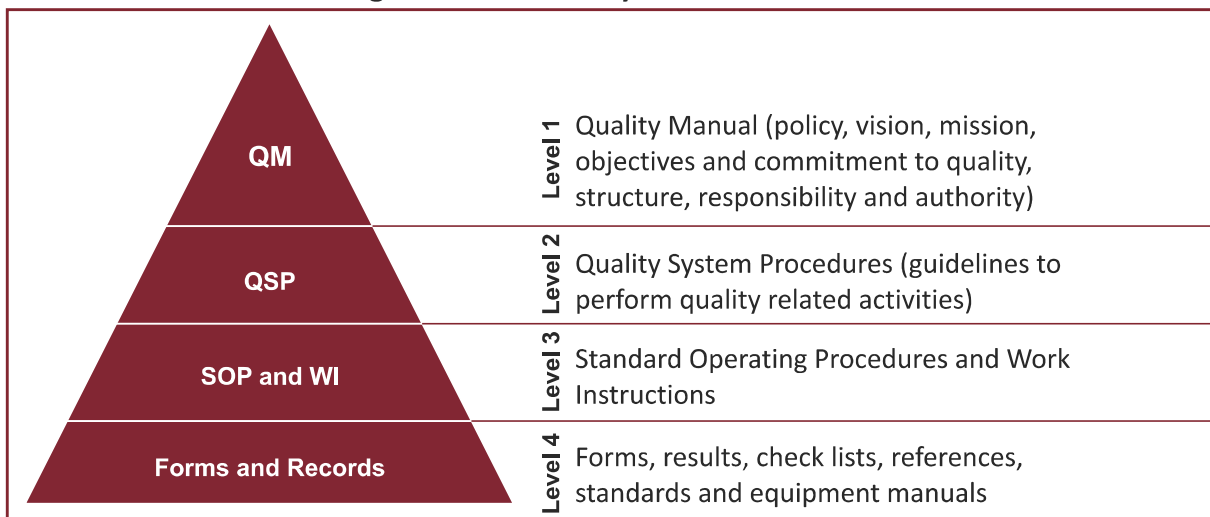 QM
Level 1
Quality Manual (policy, vision, mission,
objectives and commitment to quality,
structure, responsibility and authority)
QSP
Level 2
Quality System Procedures (guidelines to
perform quality related activities)
SOP and WI
Level 3
Standard Operating Procedures and Work
Instructions
Forms and Records
Level 4
Forms, results, check lists, references,
standards and equipment manuals